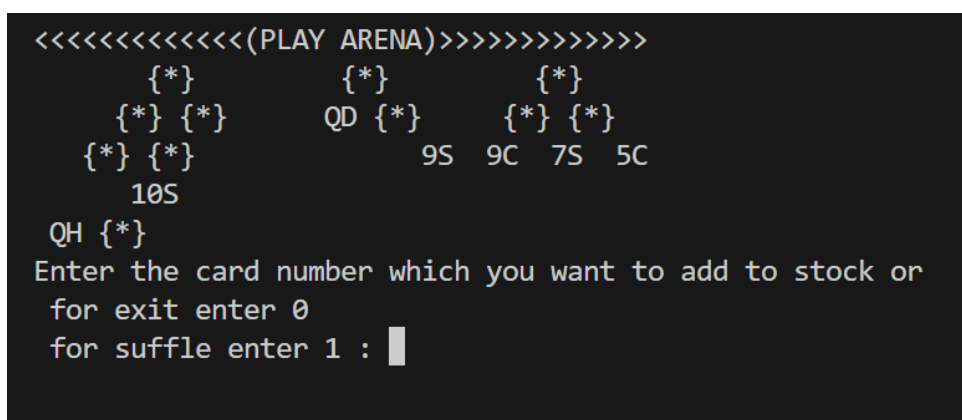 <<<<<<<<<<<<<(PLAY ARENA)>>>>>>>>>>>>>
{*} {*} {*}
{*} {*} QD {*} {*} {*}
{*} {*} 9S 9C 7S 5C
10S
QH {*}
Enter the card number which you want to add to stock or
for exit enter 0
for suffle enter 1 :